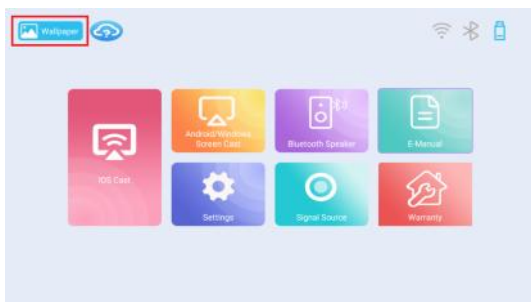 Wallpaper
IOS Cast
Android/Windows
Screen Cast
Bluetooth Speaker
E-Manual
Settings
Signal Source
Warranty